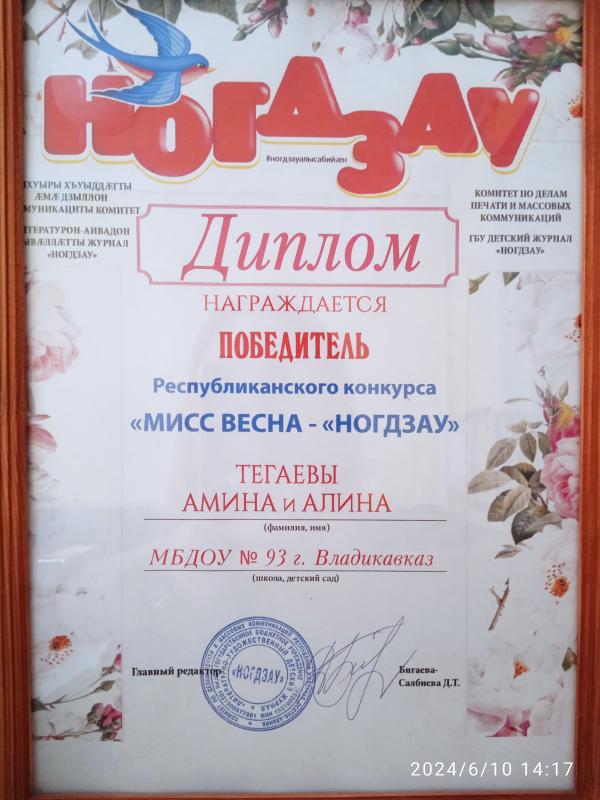 НОГДЗАУ
#ногдзауалысабийæн
ХЪУЫДДÆГТЫ
ÆМÆ ДЗЫЛЛОН
КОМИТЕТ
ЖУРНАЛ
«НОГДЗАУ»
КОМИТЕТ ПО ДЕЛАМ
ПЕЧАТИ И МАССОВЫХ
КОММУНИКАЦИЙ
ГБУ ДЕТСКИЙ ЖУРНАЛ
«НОГДЗАУ»
Диплом
НАГРАЖДАЕТСЯ
ПОБЕДИТЕЛЬ
Республиканского конкурса
«МИСС ВЕСНА - «НОГДЗАУ»
ТЕГАЕВЫ
АМИНА и АЛИНА
(фамилия, имя)
МБДОУ № 93 г. Владикавказ
(школа, детский сад)
Главный редактор
«НОГДЗАУ»
Бигаева-
Салбиева Д.Т.
2024/6/10 14:17